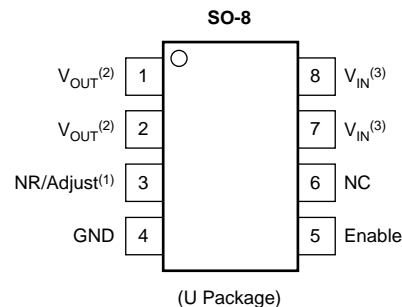 SO-8
V_OUT^(2) 1 8 V_IN^(3)
V_OUT^(2) 2 7 V_IN^(3)
NR/Adjust^(1) 3 6 NC
GND 4 5 Enable
(U Package)